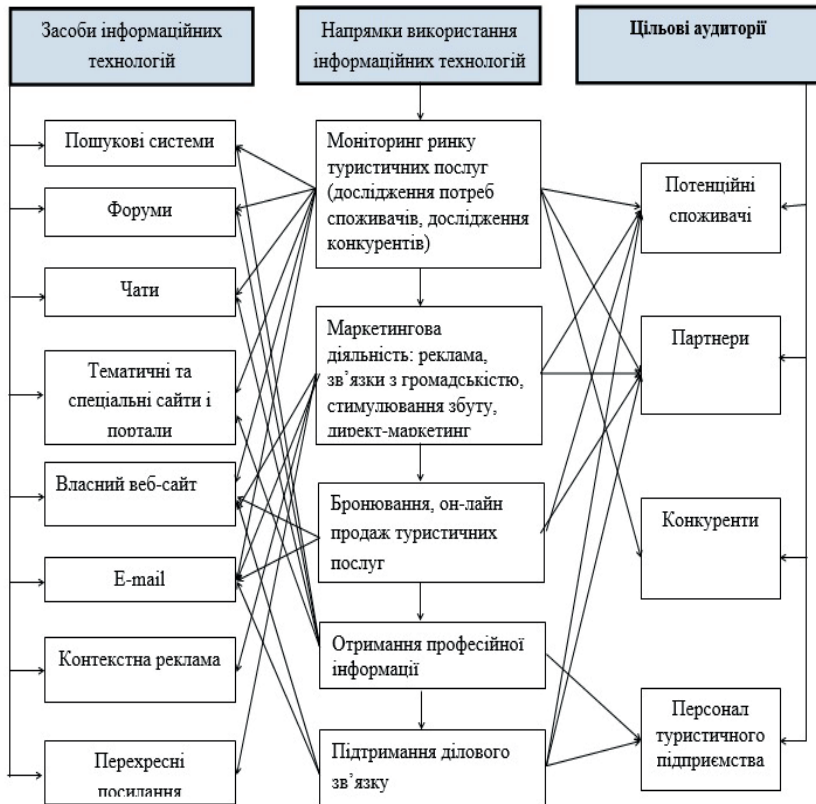 Засоби інформаційних
технологій
Пошукові системи
Форуми
Чати
Тематичні та
спеціальні сайти і
портали
Власний веб-сайт
E-mail
Контекстна реклама
Перехресні
посилання
Напрямки використання
інформаційних технологій
Моніторинг ринку
туристичних послуг
(дослідження потреб
споживачів, дослідження
конкурентів)
Маркетингова
діяльність: реклама,
зв’язки з громадськістю,
стимулювання збуту,
директ-маркетинг
Бронювання, он-лайн
продаж туристичних
послуг
Отримання професійної
інформації
Підтримання ділового
зв’язку
Цільові аудиторії
Потенційні
споживачі
Партнери
Конкуренти
Персонал
туристичного
підприємства